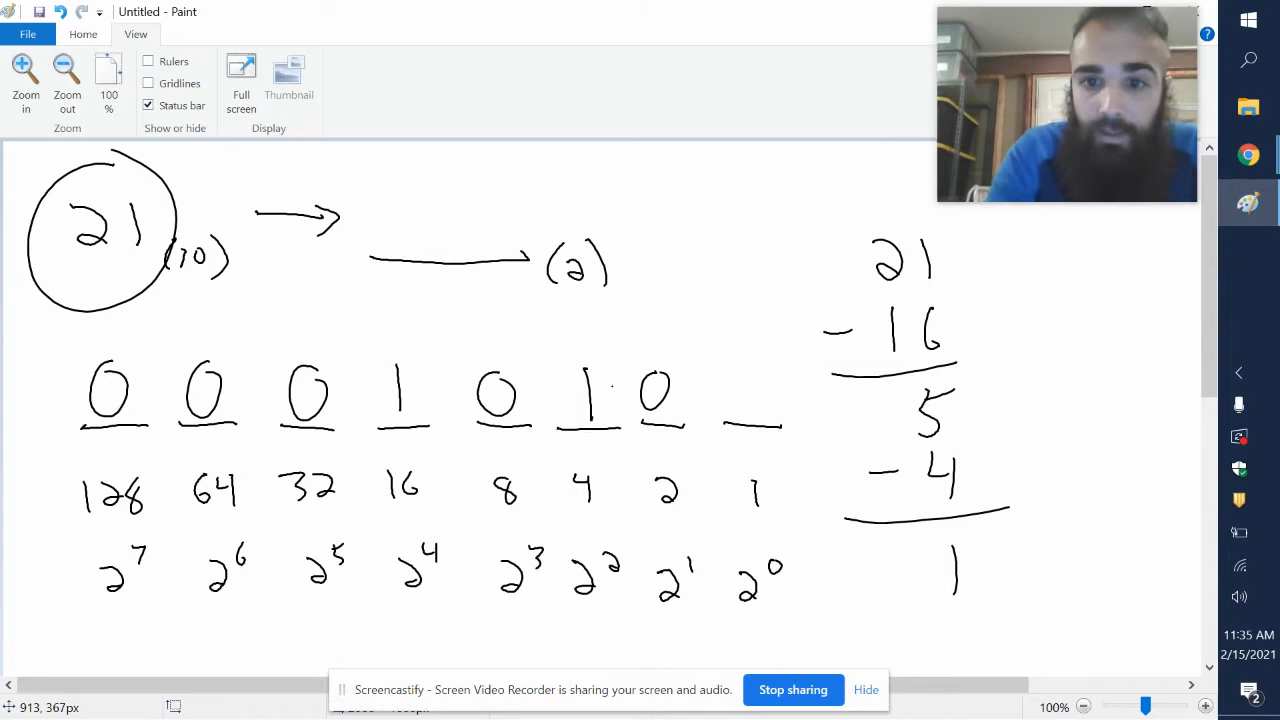 Untitled - Paint
File Home View
Zoom in
Zoom out
100 %
Rulers
Gridlines
Status bar
Full screen
Thumbnail
Zoom
Show or hide
Display
21 (10) → (2)
21
- 16
5
- 4
1
0 0 0 1 0 1 0
128 64 32 16 8 4 2 1
2^7 2^6 2^5 2^4 2^3 2^2 2^1 2^0
Screencastify - Screen Video Recorder is sharing your screen and audio.
Stop sharing
Hide
913, 367px
100%
11:35 AM
2/15/2021
2